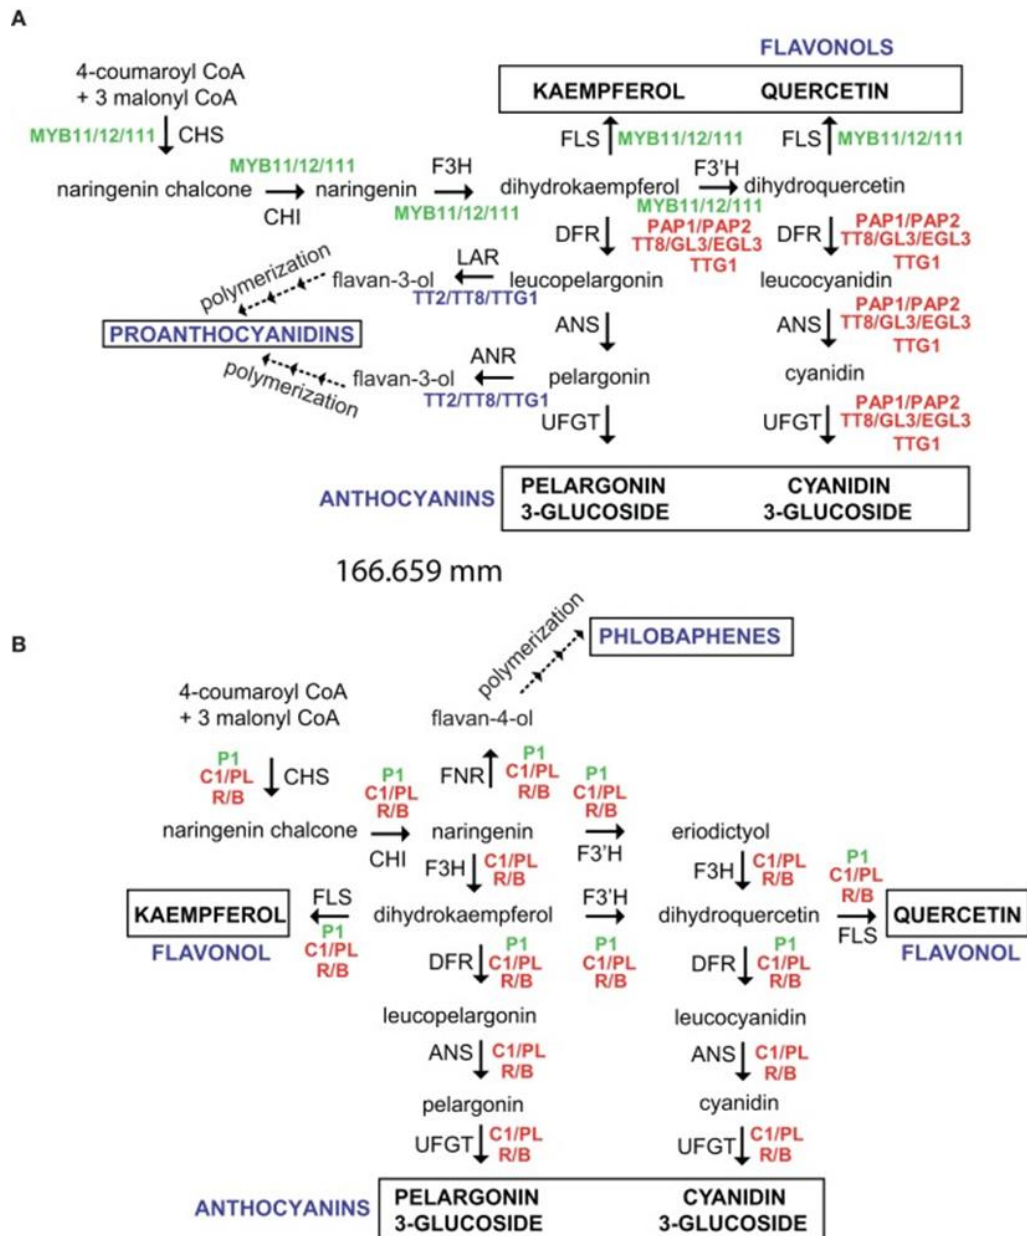 A
FLAVONOLS
4-coumaroyl CoA
+ 3 malonyl CoA
KAEMPFEROL QUERCETIN
MYB11/12/111 CHS
FLS MYB11/12/111
FLS MYB11/12/111
MYB11/12/111
F3H
F3'H
naringenin chalcone
naringenin
dihydrokaempferol
dihydroquercetin
CHI
MYB11/12/111
MYB11/12/111
DFR
PAP1/PAP2
TT8/GL3/EGL3
TTG1
DFR
PAP1/PAP2
TT8/GL3/EGL3
TTG1
polymerization
flavan-3-ol
LAR
TT2/TT8/TTG1
leucopelargonin
leucocyanidin
PROANTHOCYANIDINS
ANS
ANS
PAP1/PAP2
TT8/GL3/EGL3
TTG1
polymerization
flavan-3-ol
ANR
TT2/TT8/TTG1
pelargonin
cyanidin
UFGT
UFGT
PAP1/PAP2
TT8/GL3/EGL3
TTG1
ANTHOCYANINS
PELARGONIN
3-GLUCOSIDE
CYANIDIN
3-GLUCOSIDE
166.659 mm
B
polymerization
PHLOBAPHENES
4-coumaroyl CoA
+ 3 malonyl CoA
flavan-4-ol
P1
C1/PL
R/B
CHS
P1
C1/PL
R/B
FNR
P1
C1/PL
R/B
P1
C1/PL
R/B
naringenin chalcone
CHI
naringenin
F3'H
eriodictyol
F3H
C1/PL
R/B
F3H
C1/PL
R/B
P1
C1/PL
R/B
KAEMPFEROL
FLAVONOL
FLS
P1
C1/PL
R/B
dihydrokaempferol
F3'H
P1
C1/PL
R/B
dihydroquercetin
FLS
QUERCETIN
FLAVONOL
DFR
P1
C1/PL
R/B
DFR
P1
C1/PL
R/B
leucopelargonin
leucocyanidin
ANS
C1/PL
R/B
ANS
C1/PL
R/B
pelargonin
cyanidin
UFGT
C1/PL
R/B
UFGT
C1/PL
R/B
ANTHOCYANINS
PELARGONIN
3-GLUCOSIDE
CYANIDIN
3-GLUCOSIDE